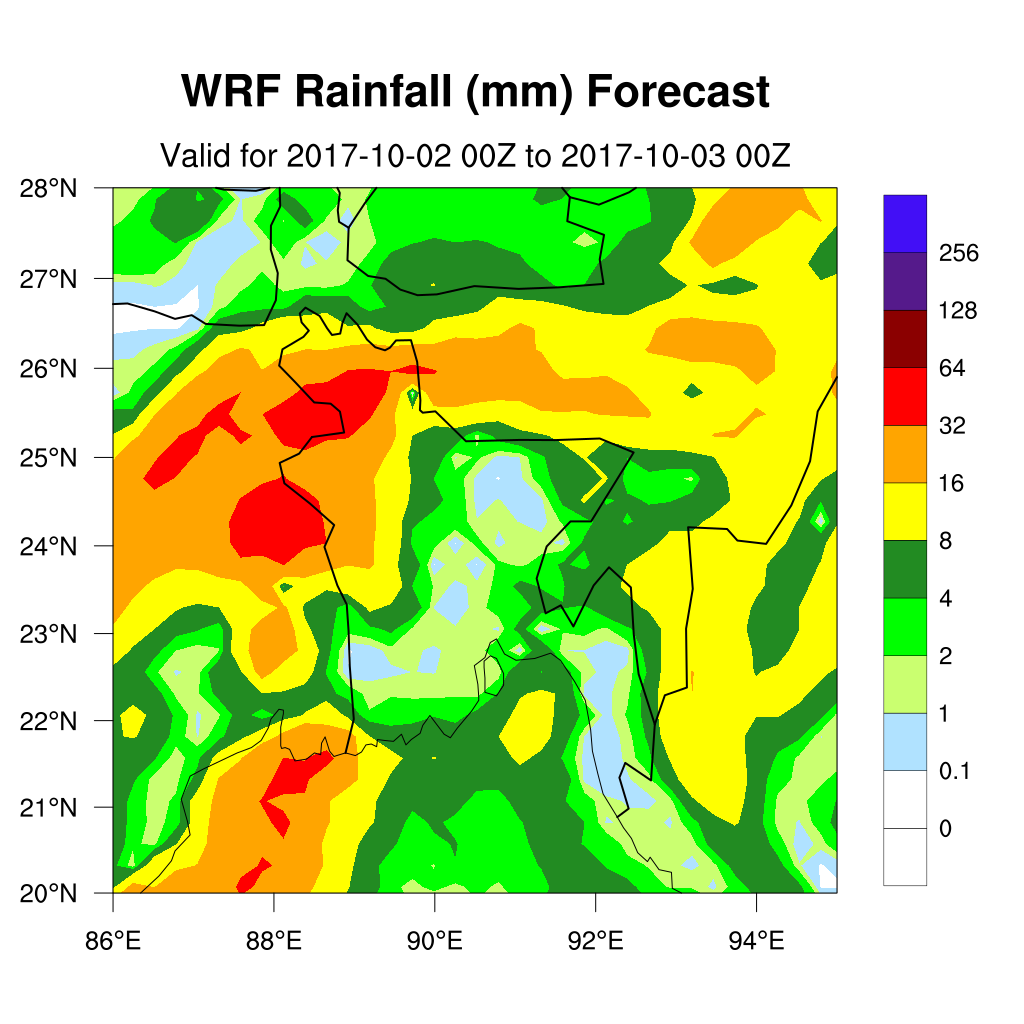 WRF Rainfall (mm) Forecast
Valid for 2017-10-02 00Z to 2017-10-03 00Z
28°N
27°N
26°N
25°N
24°N
23°N
22°N
21°N
20°N
86°E
88°E
90°E
92°E
94°E
256
128
64
32
16
8
4
2
1
0.1
0